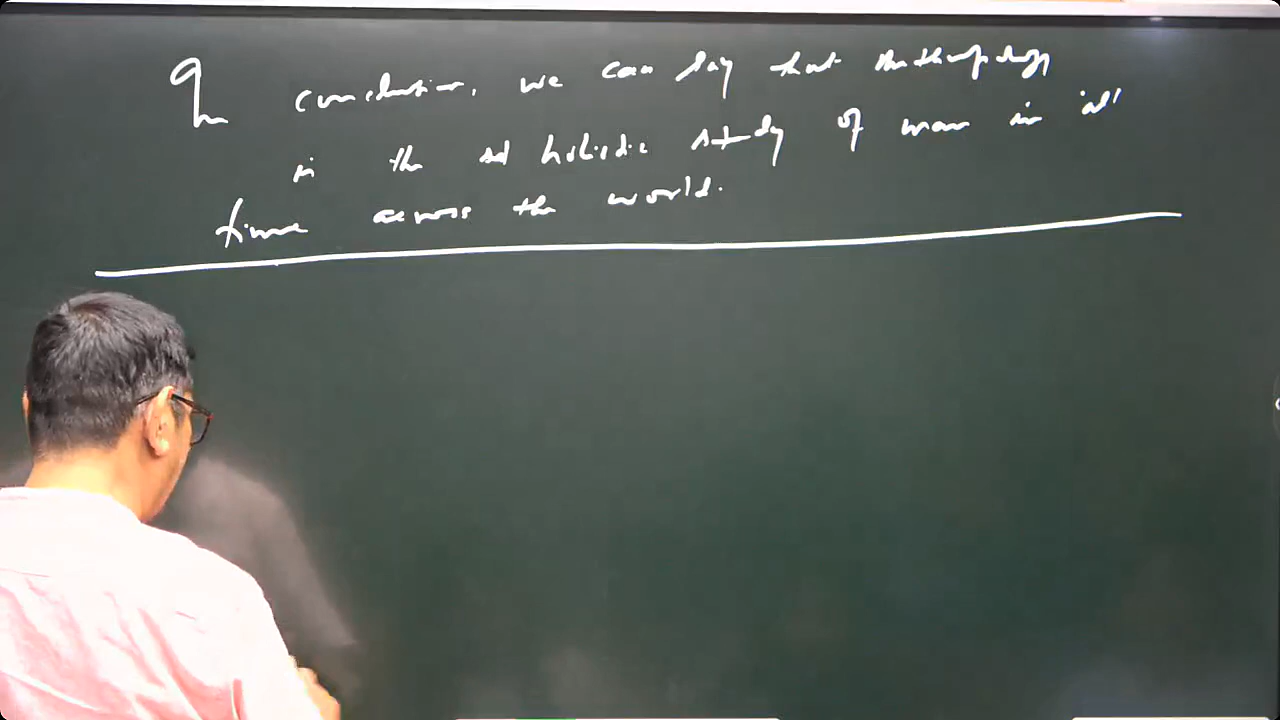 In conclusion, we can say that Anthropology
is the holistic study of man in all
time across the world.